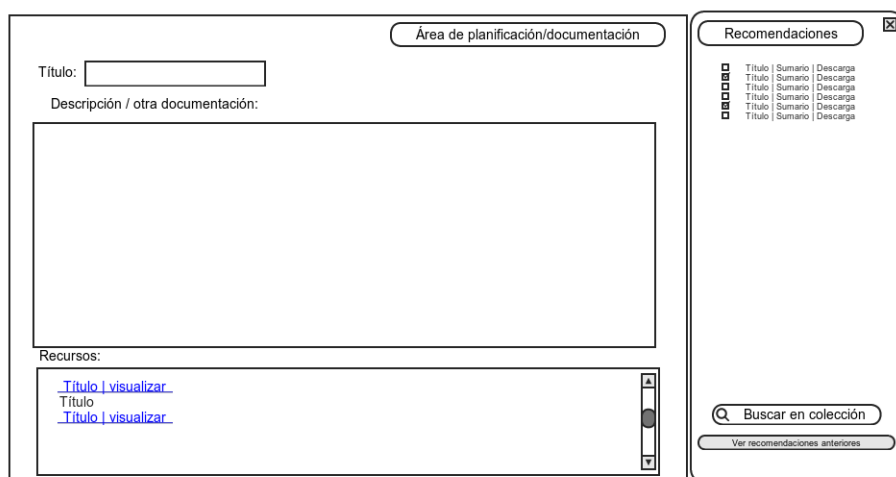 Área de planificación/documentación
Título:
Descripción / otra documentación:
Recursos:
Título | visualizar
Título
Título | visualizar
Recomendaciones
Título | Sumario | Descarga
Título | Sumario | Descarga
Título | Sumario | Descarga
Título | Sumario | Descarga
Título | Sumario | Descarga
Título | Sumario | Descarga
Buscar en colección
Ver recomendaciones anteriores